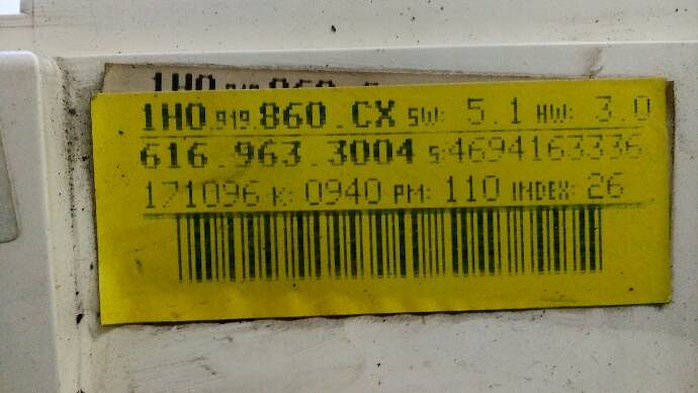 1H0
1H0.919.860.CX SW: 5.1 HW: 3.0
616.963.3004 S:4694163336
171096 K: 0940 PM: 110 INDEX: 26